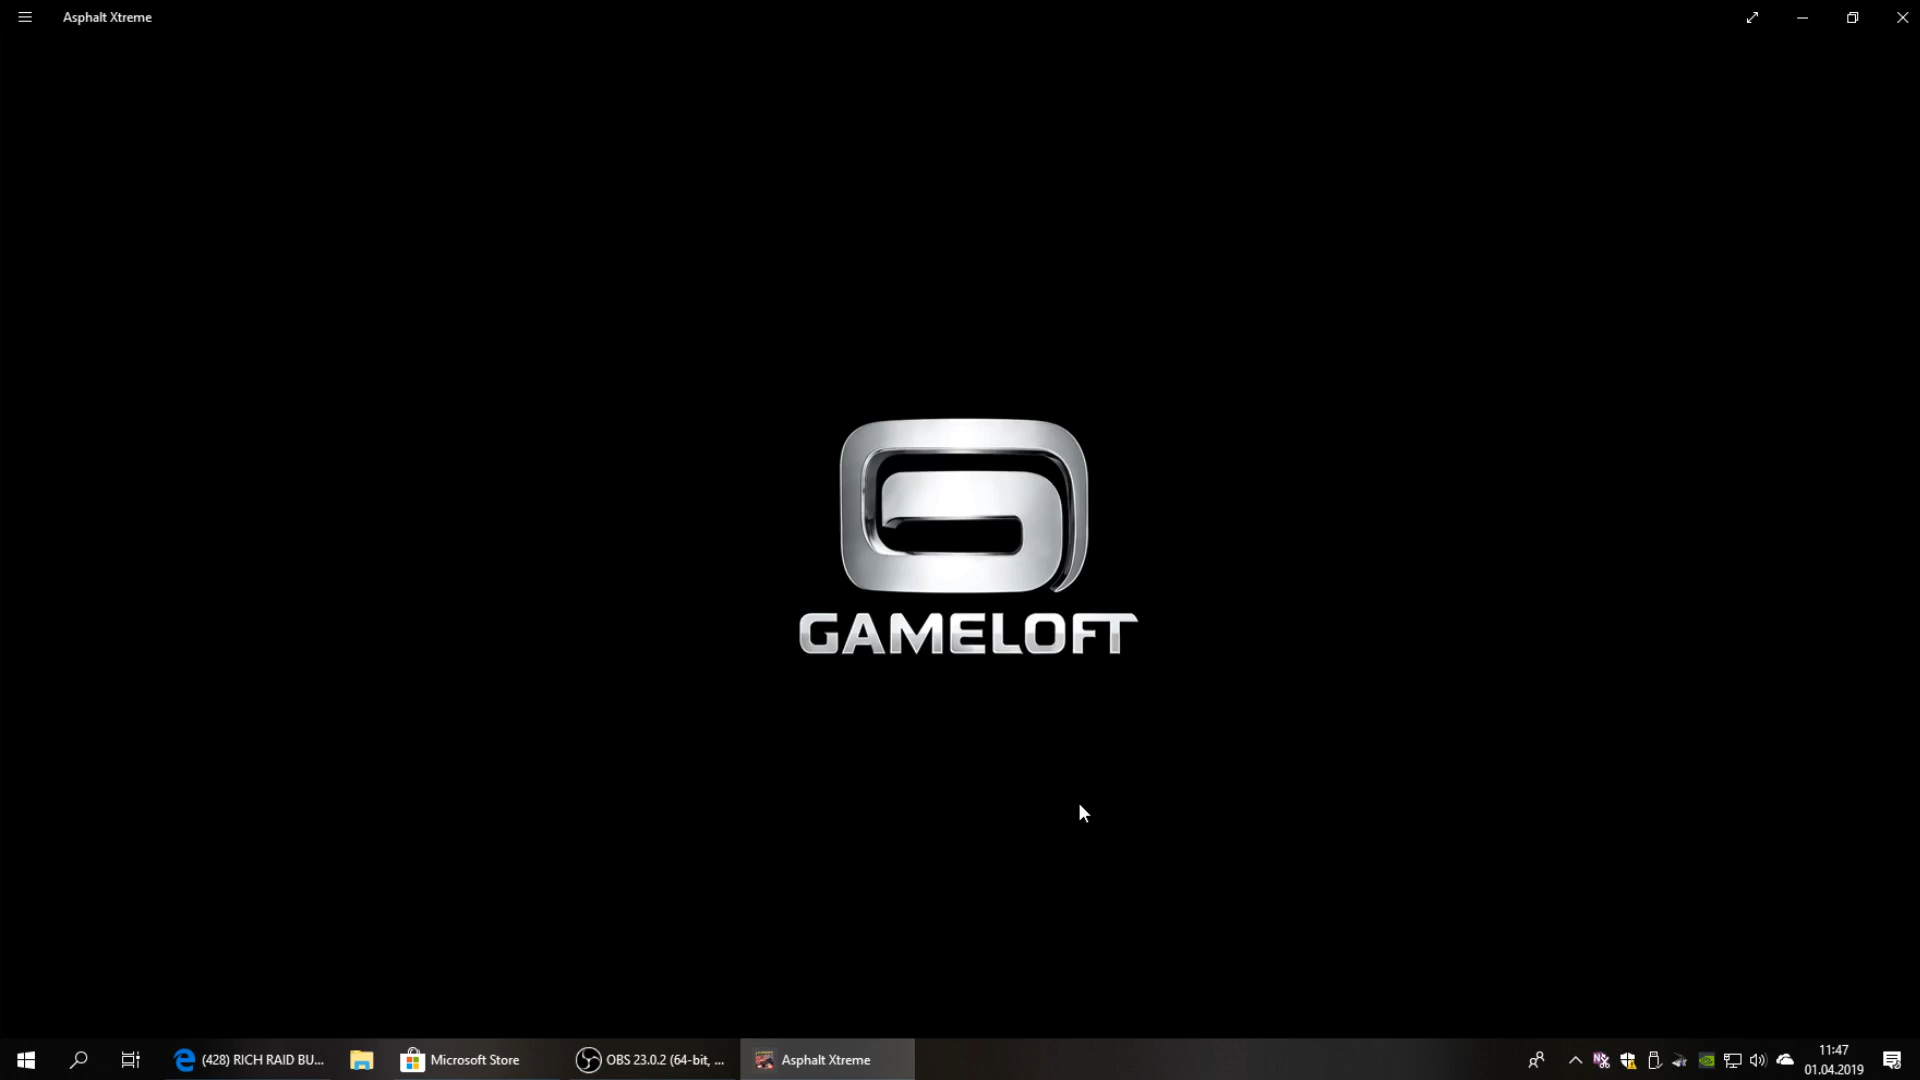 Asphalt Xtreme
GAMELOFT
(428) RICH RAID BU...
Microsoft Store
OBS 23.0.2 (64-bit, ...
Asphalt Xtreme
11:47
01.04.2019